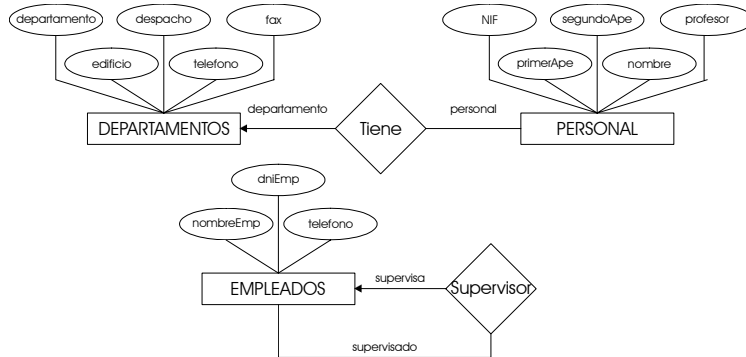 departamento
despacho
fax
NIF
segundoApe
profesor
edificio
telefono
primerApe
nombre
departamento
personal
DEPARTAMENTOS
Tiene
PERSONAL
dniEmp
nombreEmp
telefono
supervisa
EMPLEADOS
Supervisor
supervisado